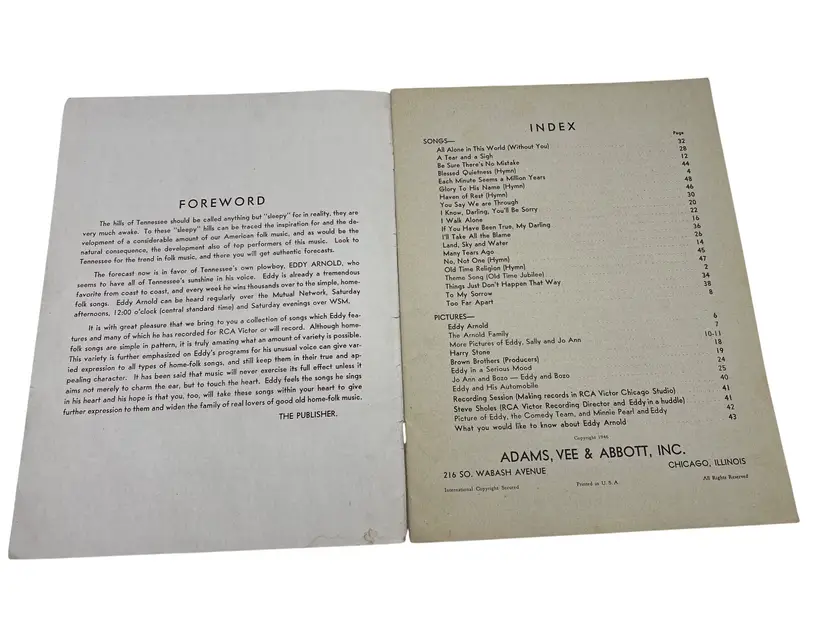 FOREWORD
The hills of Tennessee should be called anything but "sleepy" for in reality, they are
very much awake. To these "sleepy" hills can be traced the inspiration for and the de-
velopment of a considerable amount of our American folk music, and as would be the
natural consequence, the development also of top performers of this music. Look to
Tennessee for the trend in folk music, and there you will get authentic forecasts.
The forecast now is in favor of Tennessee's own plowboy, EDDY ARNOLD, who
seems to have all of Tennessee's sunshine in his voice. Eddy is already a tremendous
favorite from coast to coast, and every week he wins thousands over to the simple, home-
folk songs. Eddy Arnold can be heard regularly over the Mutual Network, Saturday
afternoons, 12:00 o'clock (central standard time) and Saturday evenings over WSM.
It is with great pleasure that we bring to you a collection of songs which Eddy fea-
tures and many of which he has recorded for RCA Victor or will record. Although home-
folk songs are simple in pattern, it is truly amazing what an amount of variety is possible.
This variety is further emphasized on Eddy's programs for his unusual voice can give var-
ied expression to all types of home-folk songs, and still keep them in their true and ap-
pealing character. It has been said that music will never exercise its full effect unless it
aims not merely to charm the ear, but to touch the heart. Eddy feels the songs he sings
in his heart and his hope is that you, too, will take these songs within your heart to give
further expression to them and widen the family of real lovers of good old home-folk music.
THE PUBLISHER.
INDEX
SONGS— Page
All Alone in This World (Without You) 32
A Tear and a Sigh 28
Be Sure There's No Mistake 12
Blessed Quietness (Hymn) 44
Each Minute Seems a Million Years 4
Glory To His Name (Hymn) 48
Haven of Rest (Hymn) 46
You Say We are Through 30
I Know, Darling, You'll Be Sorry 20
I Walk Alone 22
If You Have Been True, My Darling 16
I'll Take All the Blame 36
Land, Sky and Water 26
Many Tears Ago 14
No, Not One (Hymn) 45
Old Time Religion (Hymn) 47
Theme Song (Old Time Jubilee) 2
Things Just Don't Happen That Way 34
To My Sorrow 38
Too Far Apart 8
PICTURES—
Eddy Arnold 6
The Arnold Family 7
More Pictures of Eddy, Sally and Jo Ann 10-11
Harry Stone 18
Brown Brothers (Producers) 19
Eddy in a Serious Mood 24
Jo Ann and Bozo — Eddy and Bozo 25
Eddy and His Automobile 40
Recording Session (Making records in RCA Victor Chicago Studio) 41
Steve Sholes (RCA Victor Recording Director and Eddy in a huddle) 41
Picture of Eddy, the Comedy Team, and Minnie Pearl and Eddy 42
What you would like to know about Eddy Arnold 43
Copyright 1946
ADAMS, VEE & ABBOTT, INC.
216 SO. WABASH AVENUE CHICAGO, ILLINOIS
International Copyright Secured Printed in U. S. A. All Rights Reserved